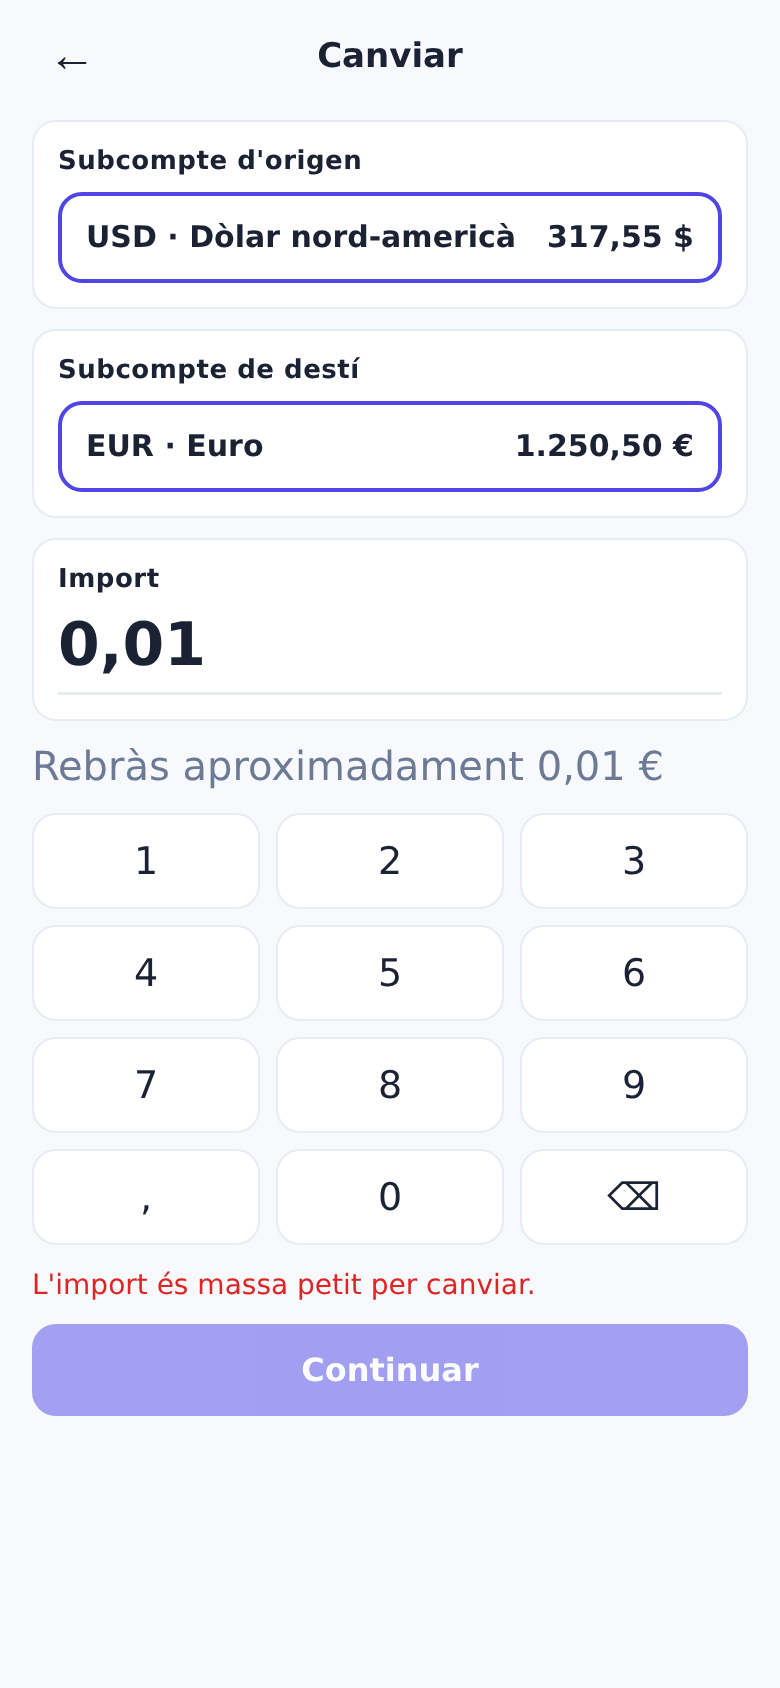 ← Canviar
Subcompte d'origen
USD · Dòlar nord-americà 317,55 $
Subcompte de destí
EUR · Euro 1.250,50 €
Import
0,01
Rebràs aproximadament 0,01 €
1 2 3
4 5 6
7 8 9
, 0 ⌫
L'import és massa petit per canviar.
Continuar